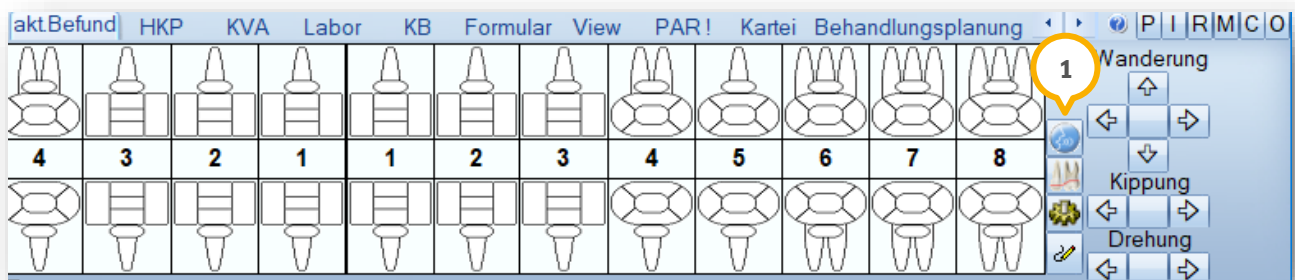 akt.Befund HKP KVA Labor KB Formular View PAR! Kartei Behandlungsplanung P I R M C O
1
Wanderung
4 3 2 1 1 2 3 4 5 6 7 8
Kippung
Drehung